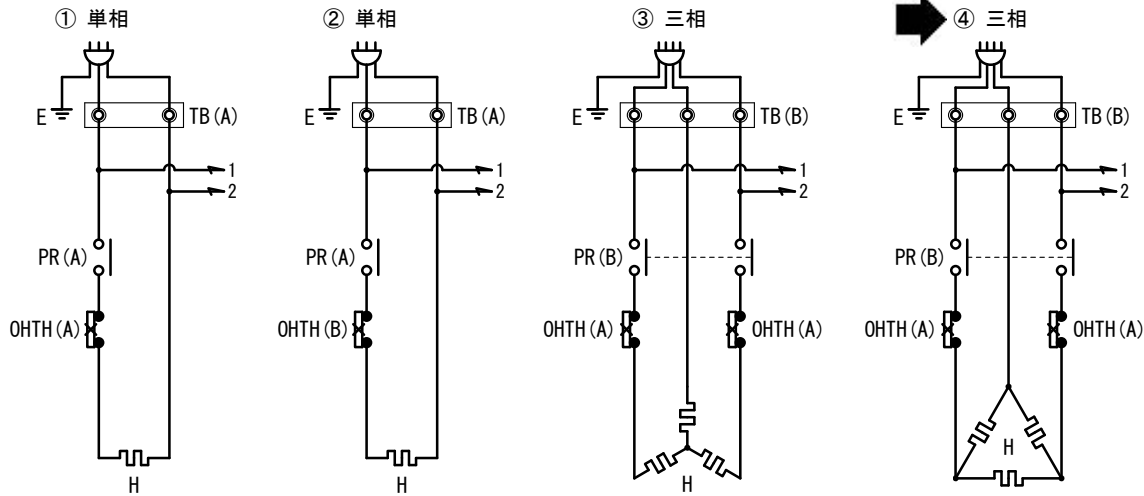 ① 単相
② 単相
③ 三相
④ 三相
E
TB(A)
E
TB(A)
E
TB(B)
E
TB(B)
1
2
1
2
1
2
1
2
PR(A)
PR(A)
PR(B)
PR(B)
OHTH(A)
OHTH(B)
OHTH(A)
OHTH(A)
OHTH(A)
OHTH(A)
H
H
H
H